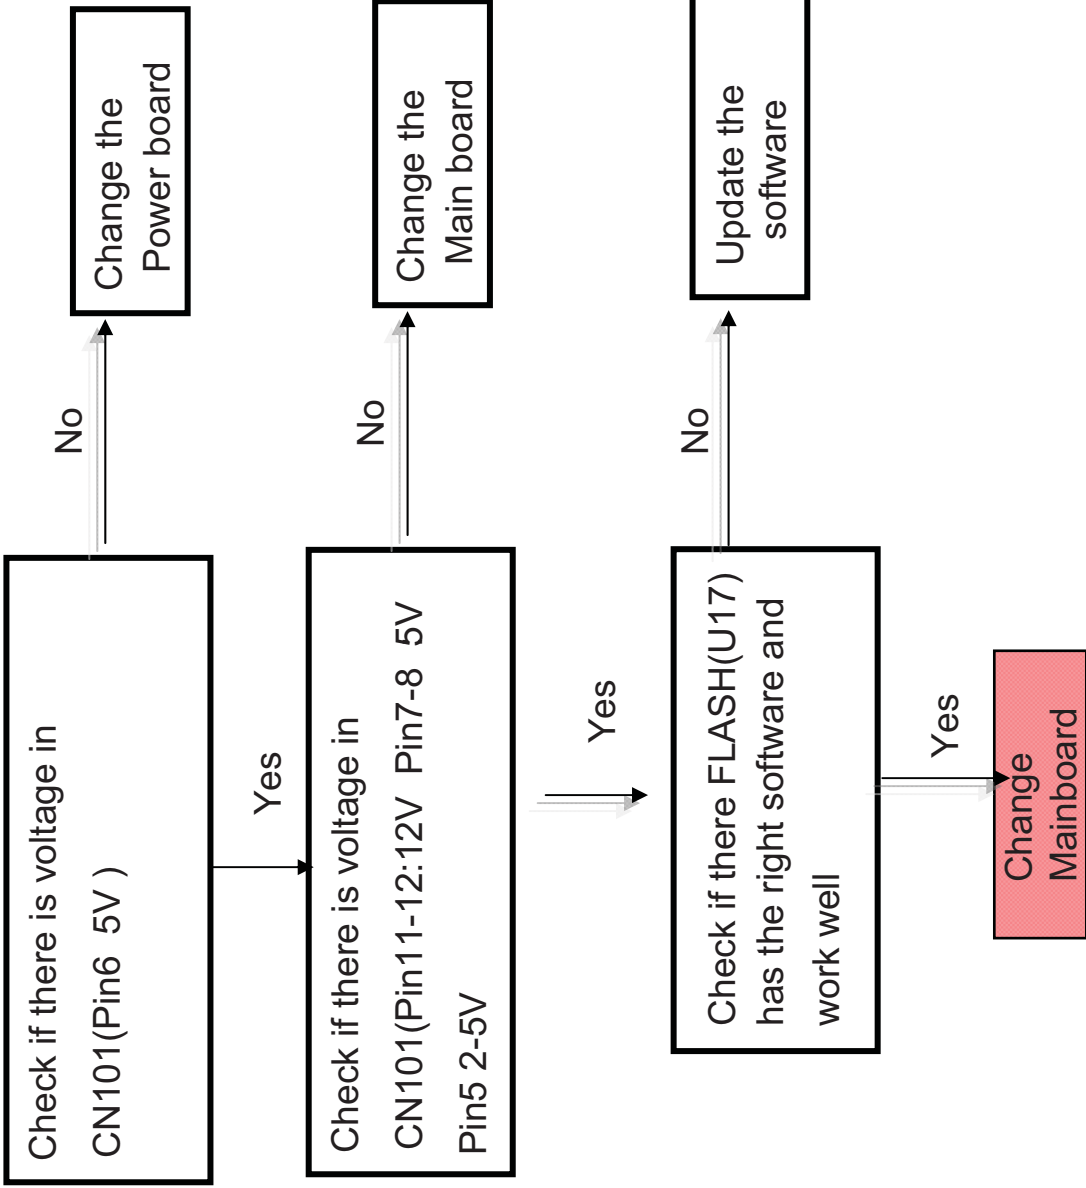 Check if there is voltage in
CN101(Pin6 5V )
No
Change the
Power board
Yes
Check if there is voltage in
CN101(Pin11-12:12V Pin7-8 5V
Pin5 2-5V
No
Change the
Main board
Yes
Check if there FLASH(U17)
has the right software and
work well
No
Update the
software
Yes
Change
Mainboard